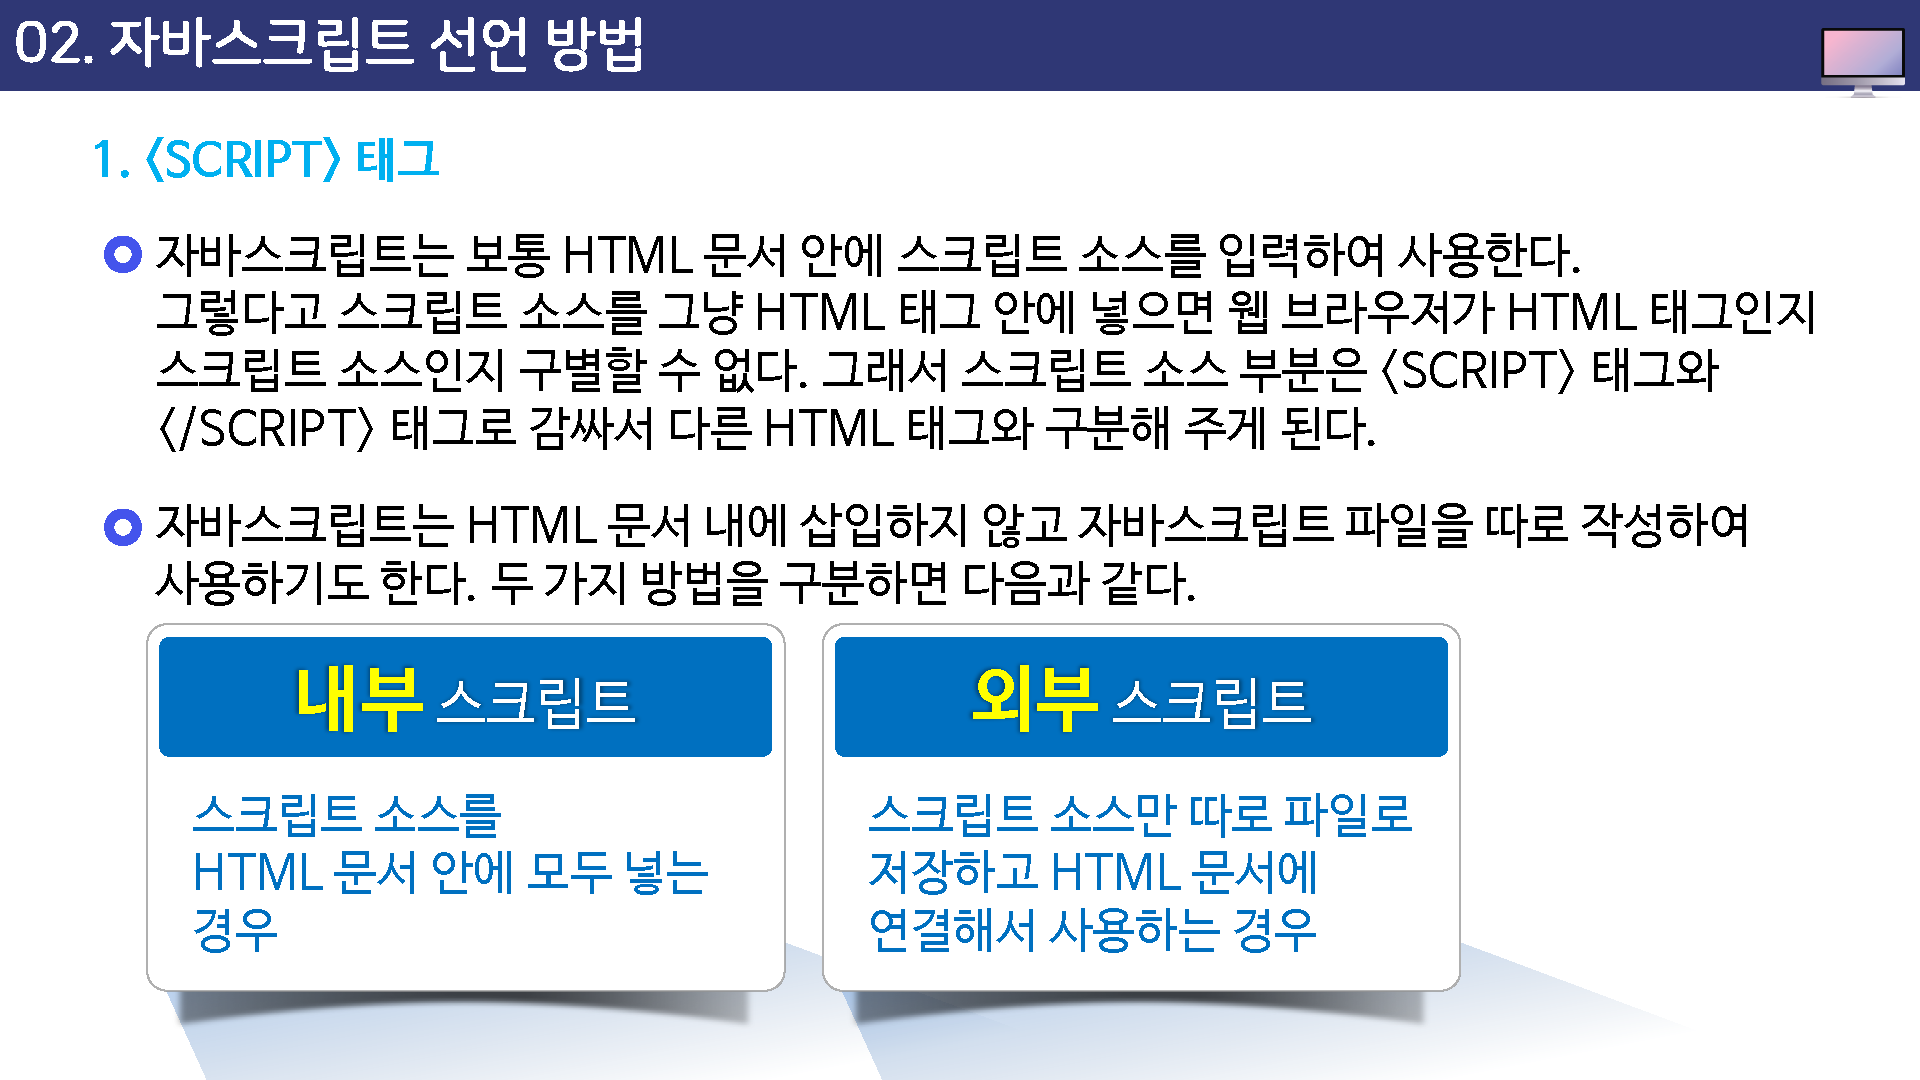 02. 자바스크립트 선언 방법
1. <SCRIPT> 태그
자바스크립트는 보통 HTML 문서 안에 스크립트 소스를 입력하여 사용한다.
그렇다고 스크립트 소스를 그냥 HTML 태그 안에 넣으면 웹 브라우저가 HTML 태그인지
스크립트 소스인지 구별할 수 없다. 그래서 스크립트 소스 부분은 <SCRIPT> 태그와
</SCRIPT> 태그로 감싸서 다른 HTML 태그와 구분해 주게 된다.
자바스크립트는 HTML 문서 내에 삽입하지 않고 자바스크립트 파일을 따로 작성하여
사용하기도 한다. 두 가지 방법을 구분하면 다음과 같다.
내부 스크립트
스크립트 소스를
HTML 문서 안에 모두 넣는
경우
외부 스크립트
스크립트 소스만 따로 파일로
저장하고 HTML 문서에
연결해서 사용하는 경우